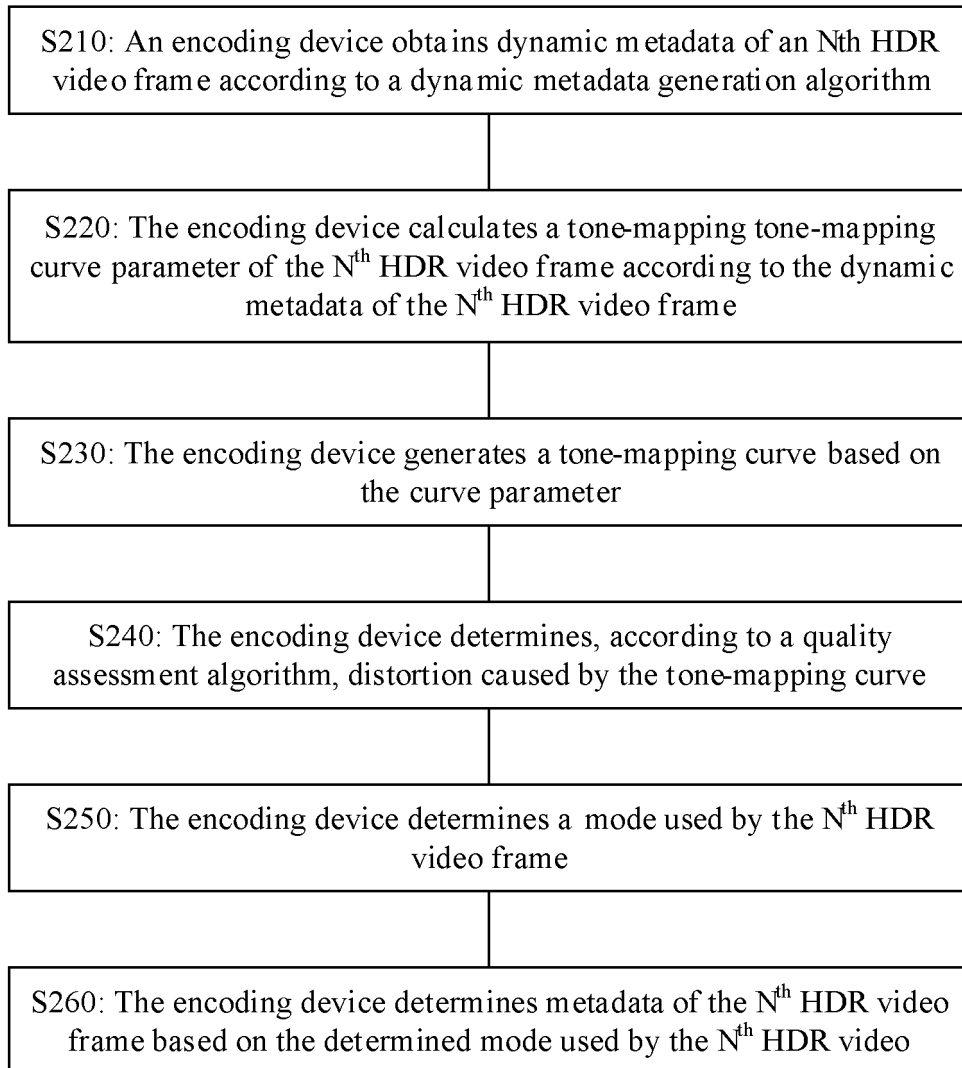 S210: An encoding device obtains dynamic metadata of an Nth HDR
video frame according to a dynamic metadata generation algorithm
S220: The encoding device calculates a tone-mapping tone-mapping
curve parameter of the Nth HDR video frame according to the dynamic
metadata of the Nth HDR video frame
S230: The encoding device generates a tone-mapping curve based on
the curve parameter
S240: The encoding device determines, according to a quality
assessment algorithm, distortion caused by the tone-mapping curve
S250: The encoding device determines a mode used by the Nth HDR
video frame
S260: The encoding device determines metadata of the Nth HDR video
frame based on the determined mode used by the Nth HDR video